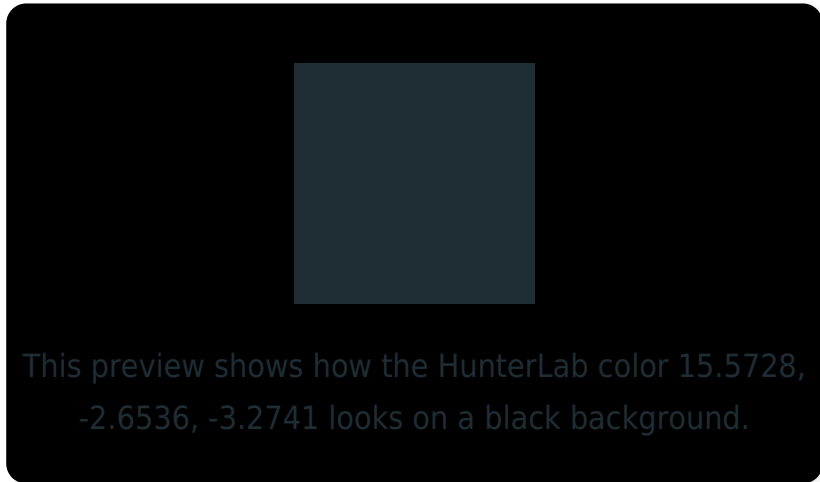 This preview shows how the HunterLab color 15.5728,
-2.6536, -3.2741 looks on a black background.